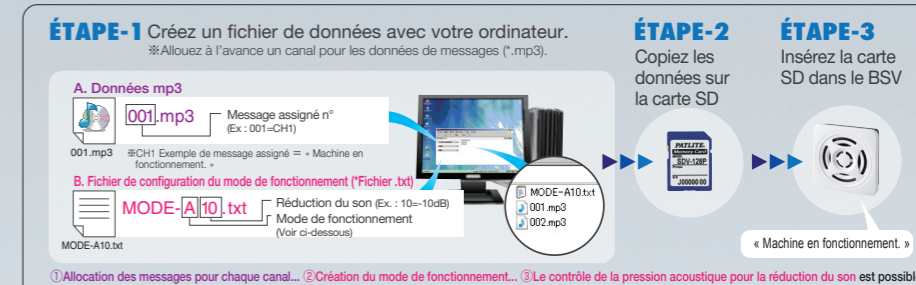 ÉTAPE-1 Créez un fichier de données avec votre ordinateur.
※Allouez à l'avance un canal pour les données de messages (*.mp3).
A. Données mp3
001.mp3
Message assigné n°
(Ex : 001=CH1)
001.mp3
※CH1 Exemple de message assigné = « Machine en
fonctionnement. »
B. Fichier de configuration du mode de fonctionnement (*Fichier .txt)
MODE-A10.txt
Réduction du son (Ex. : 10=-10dB)
Mode de fonctionnement
(Voir ci-dessous)
MODE-A10.txt
MODE-A10.txt
001.mp3
002.mp3
ÉTAPE-2
Copiez les
données sur
la carte SD
PATLITE
Memory Card
SDV-128P
J00000 00
ÉTAPE-3
Insérez la carte
SD dans le BSV
« Machine en fonctionnement. »
①Allocation des messages pour chaque canal... ②Création du mode de fonctionnement... ③Le contrôle de la pression acoustique pour la réduction du son est possible